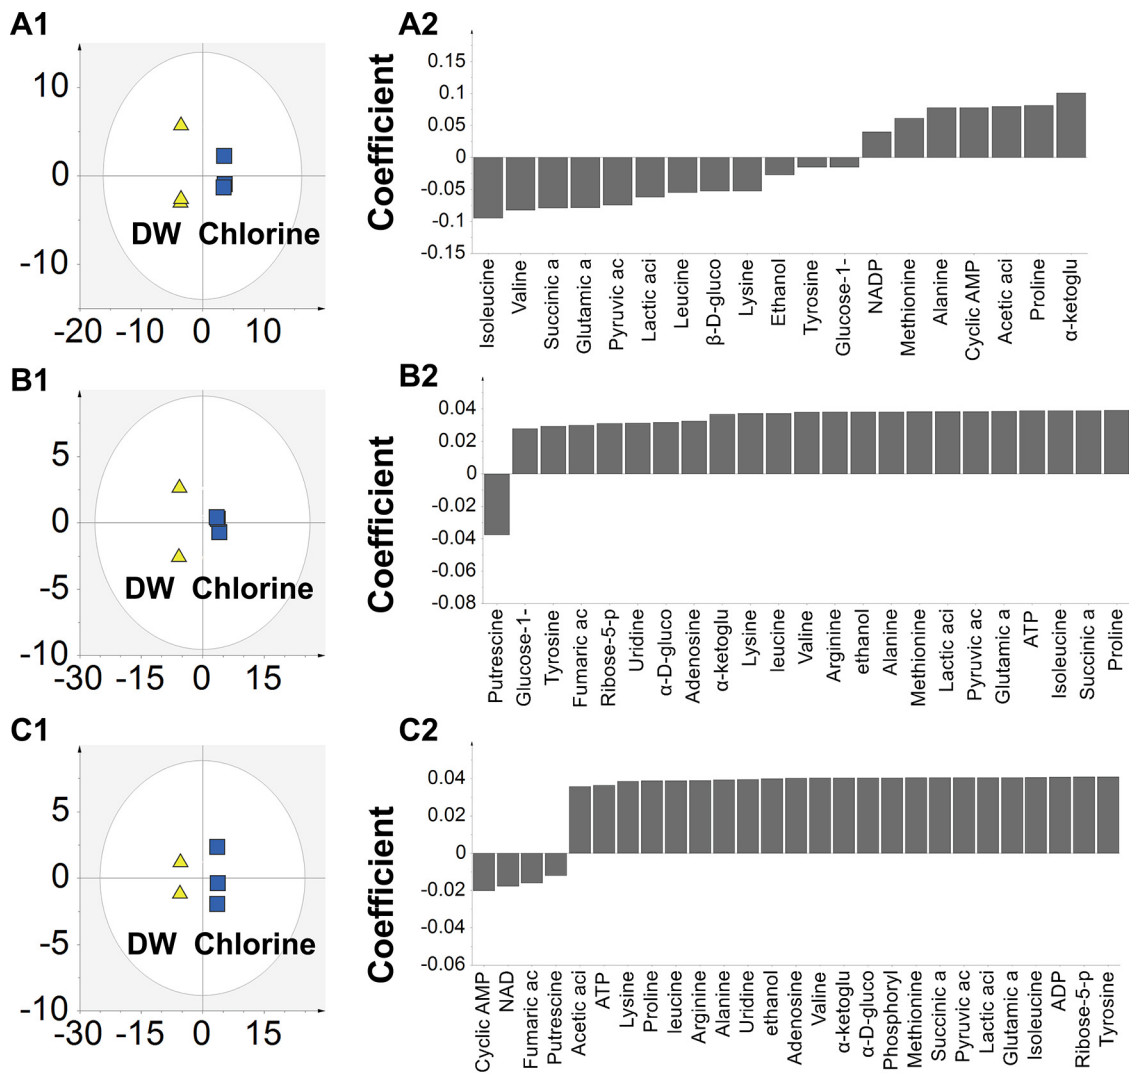 A1
10
0
-10
-20 -10 0 10
DW Chlorine
A2
Coefficient
0.1
0.05
0
-0.05
-0.1
-0.15
Isoleucine
Valine
Succinic a
Glutamic a
Pyruvic ac
Lactic aci
Leucine
β-D-gluco
Lysine
Ethanol
Tyrosine
Glucose-1-
NADP
Methionine
Alanine
Cyclic AMP
Acetic aci
Proline
α-ketoglu
B1
5
0
-5
-10
-30 -15 0 15
DW Chlorine
B2
Coefficient
0.04
0.02
0
-0.02
-0.04
-0.06
-0.08
Putrescine
Glucose-1-
Tyrosine
Fumaric ac
Ribose-5-p
Uridine
α-D-gluco
Adenosine
α-ketoglu
Lysine
leucine
Valine
Arginine
ethanol
Alanine
Methionine
Lactic aci
Pyruvic ac
Glutamic a
ATP
Isoleucine
Succinic a
Proline
C1
5
0
-5
-10
-30 -15 0 15
DW Chlorine
C2
Coefficient
0.04
0.02
0
-0.02
-0.04
-0.06
Cyclic AMP
NAD
Fumaric ac
Putrescine
Acetic aci
ATP
Lysine
Proline
leucine
Arginine
Alanine
Uridine
ethanol
Adenosine
Valine
α-ketoglu
α-D-gluco
Phosphoryl
Methionine
Succinic a
Pyruvic ac
Lactic aci
Glutamic a
Isoleucine
ADP
Ribose-5-p
Tyrosine